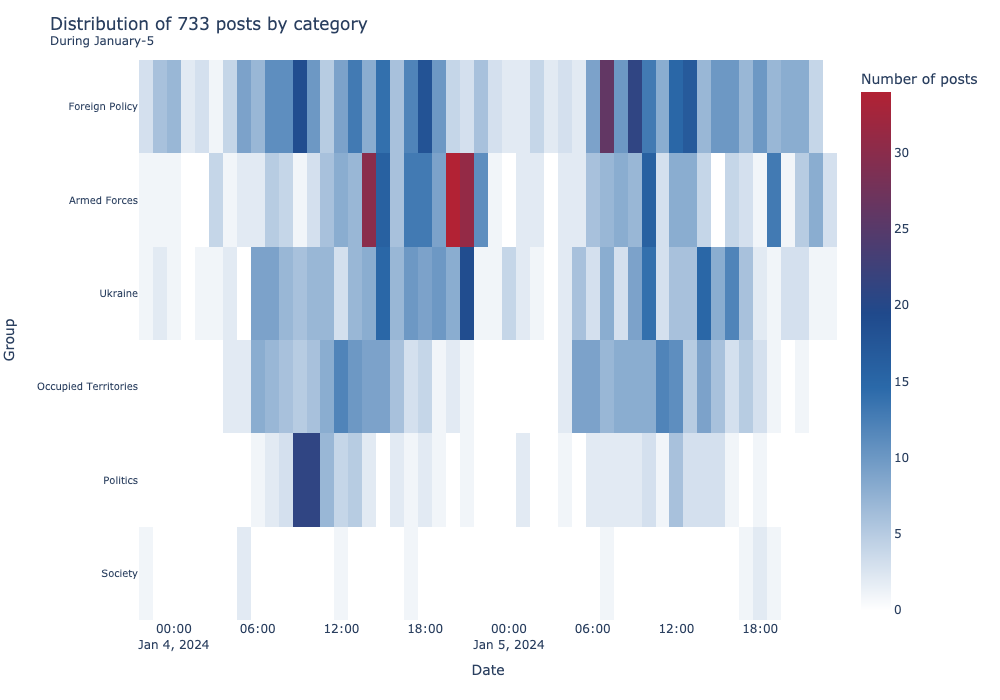 Distribution of 733 posts by category
During January-5
Number of posts
Foreign Policy
Armed Forces
Ukraine
Occupied Territories
Politics
Society
Group
30
25
20
15
10
5
0
00:00 06:00 12:00 18:00 00:00 06:00 12:00 18:00
Jan 4, 2024 Jan 5, 2024
Date